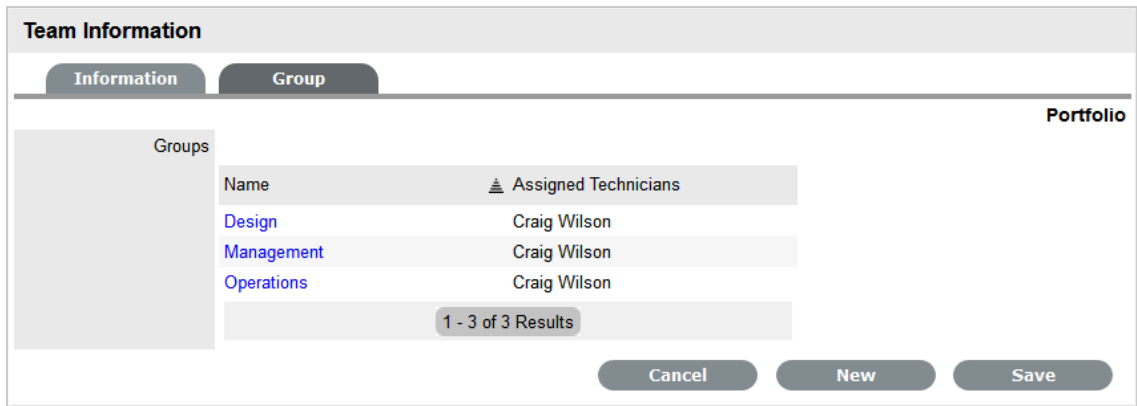 Team Information
Information Group
Portfolio
Groups
Name Assigned Technicians
Design Craig Wilson
Management Craig Wilson
Operations Craig Wilson
1 - 3 of 3 Results
Cancel New Save